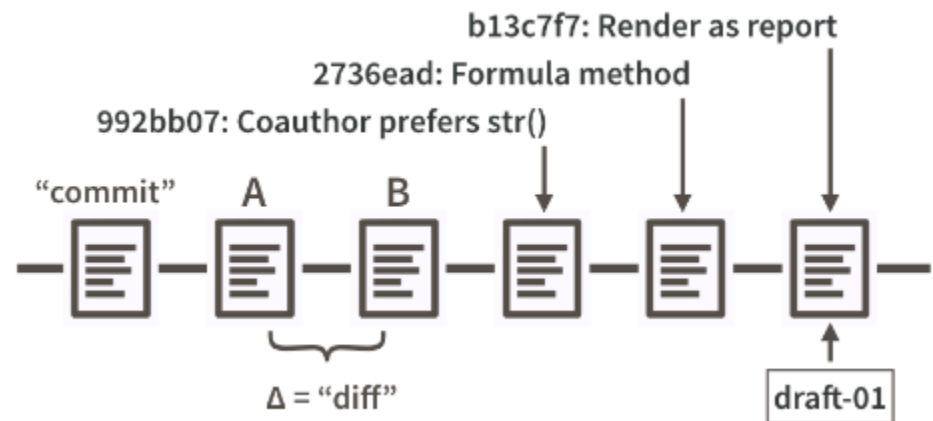 b13c7f7: Render as report
2736ead: Formula method
992bb07: Coauthor prefers str()
“commit” A B
Δ = “diff”
draft-01